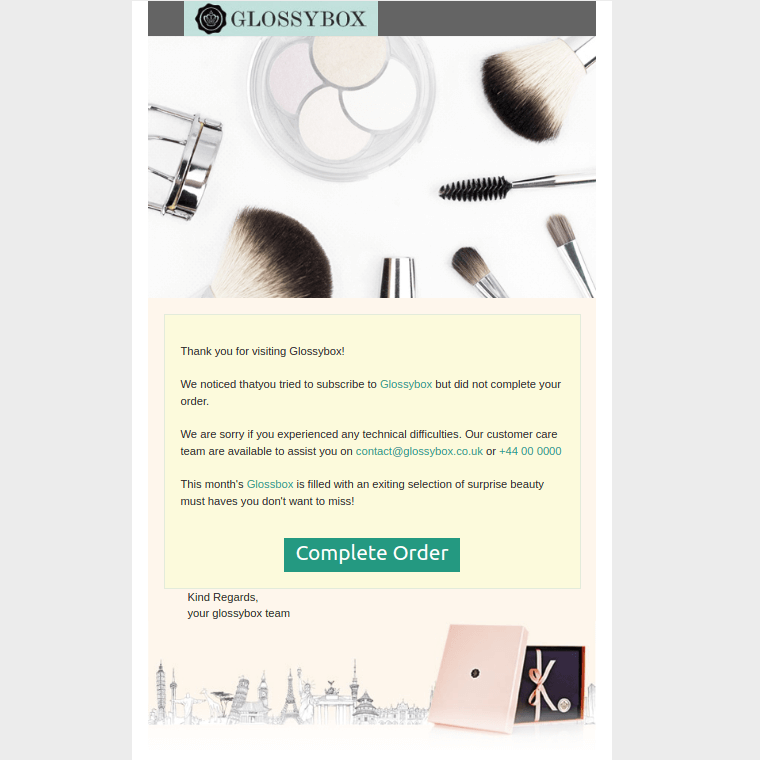 GLOSSYBOX
Thank you for visiting Glossybox!
We noticed thatyou tried to subscribe to Glossybox but did not complete your
order.
We are sorry if you experienced any technical difficulties. Our customer care
team are available to assist you on contact@glossybox.co.uk or +44 00 0000
This month's Glossbox is filled with an exiting selection of surprise beauty
must haves you don't want to miss!
Complete Order
Kind Regards,
your glossybox team